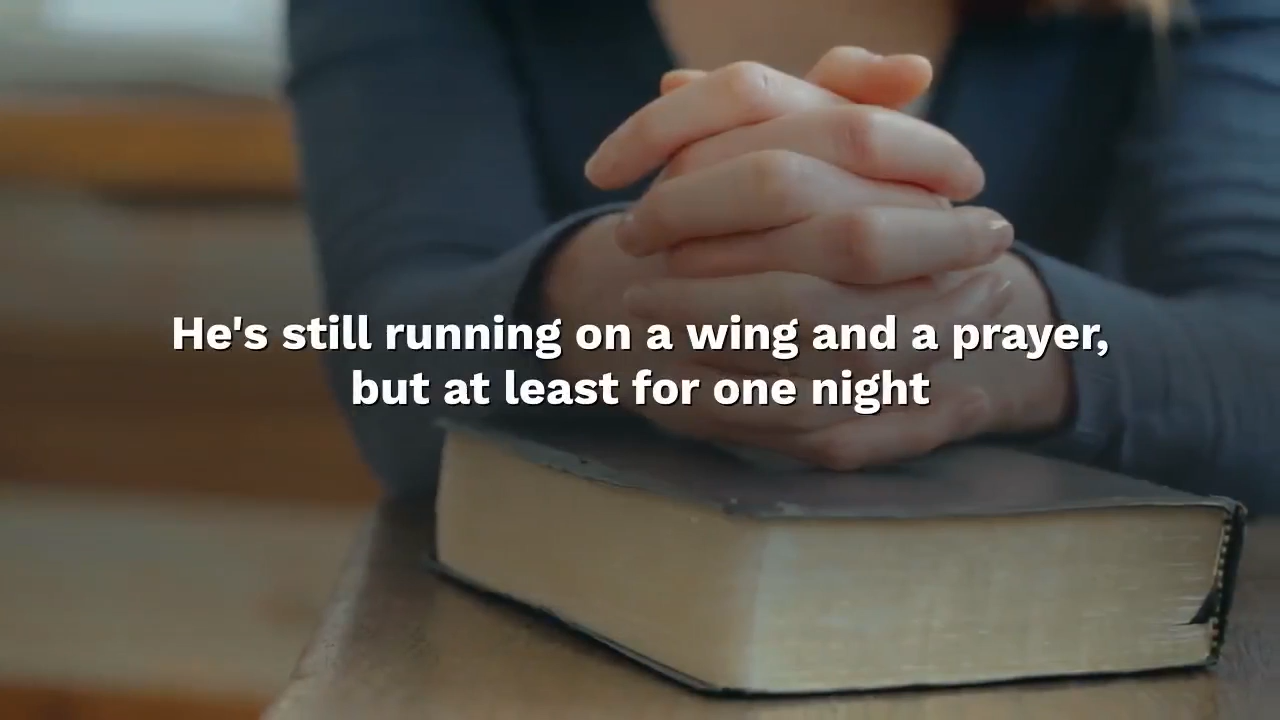 He's still running on a wing and a prayer,
but at least for one night